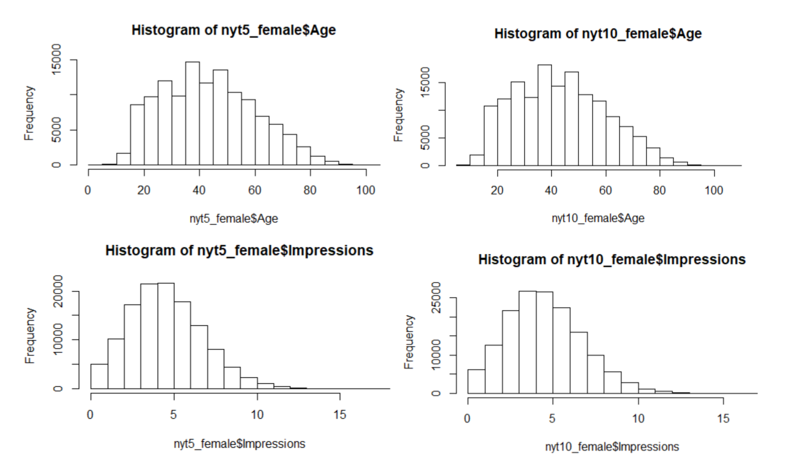 Histogram of nyt5_female$Age
Frequency
15000
5000
0
0 20 40 60 80 100
nyt5_female$Age
Histogram of nyt10_female$Age
Frequency
15000
5000
0
20 40 60 80 100
nyt10_female$Age
Histogram of nyt5_female$Impressions
Frequency
20000
10000
0
0 5 10 15
nyt5_female$Impressions
Histogram of nyt10_female$Impressions
Frequency
25000
10000
0
0 5 10 15
nyt10_female$Impressions